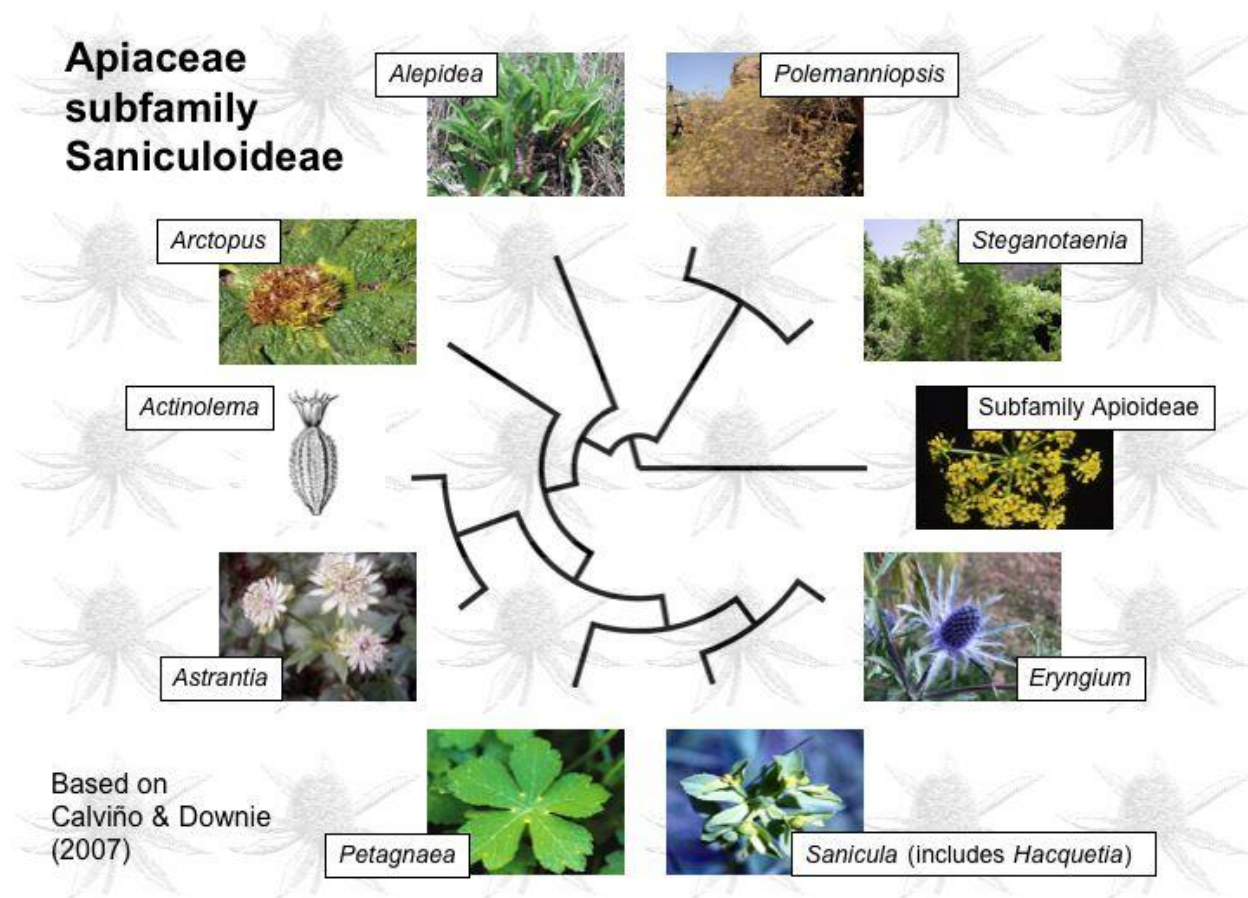 Apiaceae
subfamily
Saniculoideae
Alepidea
Polemanniopsis
Arctopus
Steganotaenia
Actinolema
Subfamily Apioideae
Astrantia
Eryngium
Based on
Calviño & Downie
(2007)
Petagnaea
Sanicula (includes Hacquetia)